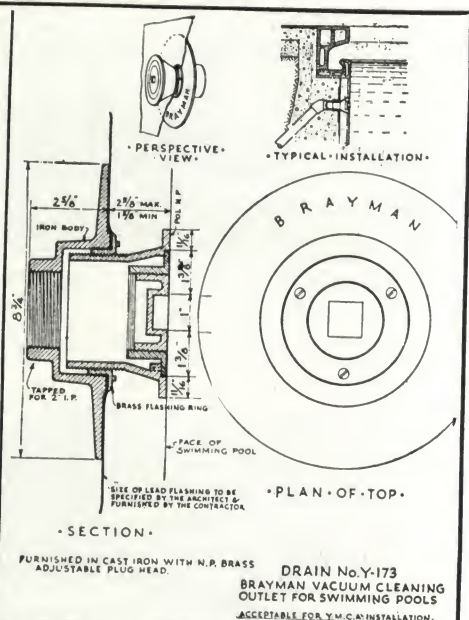 BRAYMAN
• PERSPECTIVE
VIEW •
• TYPICAL • INSTALLATION •
2 5/8"
2 5/8" MAX.
1 5/8" MIN
POL. N.P.
IRON BODY
8 3/4"
11/16
1 3/8"
1"
1 3/8"
11/16
TAPPED
FOR 2" I.P.
BRASS FLASHING RING
FACE OF
SWIMMING POOL
SIZE OF LEAD FLASHING TO BE
SPECIFIED BY THE ARCHITECT &
FURNISHED BY THE CONTRACTOR
• SECTION •
BRAYMAN
• PLAN • OF • TOP •
FURNISHED IN CAST IRON WITH N.P. BRASS
ADJUSTABLE PLUG HEAD.
DRAIN No. Y-173
BRAYMAN VACUUM CLEANING
OUTLET FOR SWIMMING POOLS
ACCEPTABLE FOR Y.M.C.A. INSTALLATION.